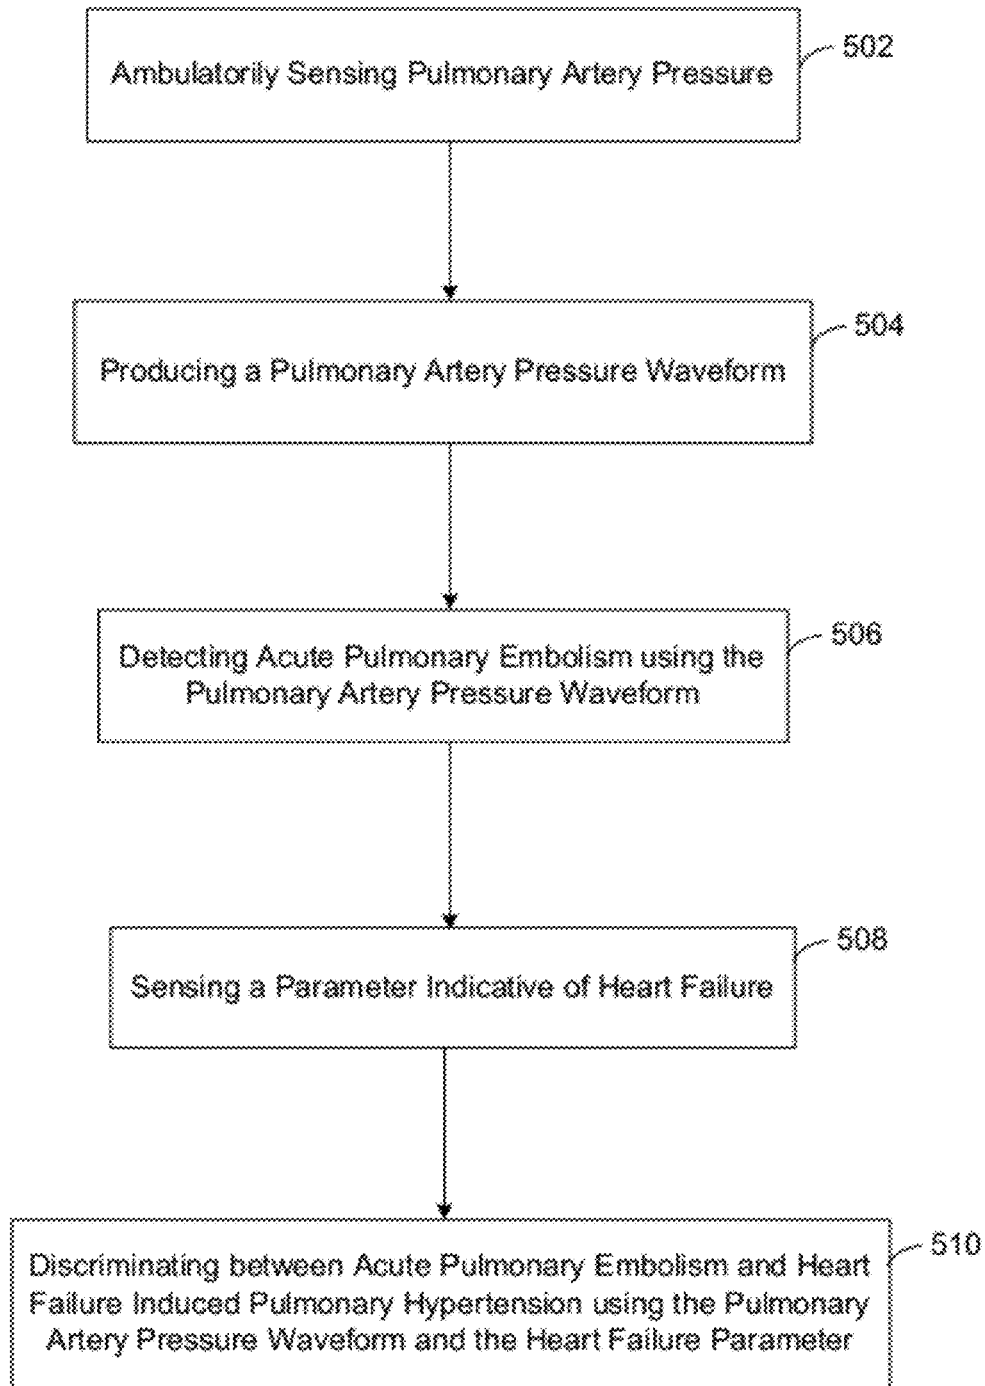 Ambulatorily Sensing Pulmonary Artery Pressure
502
Producing a Pulmonary Artery Pressure Waveform
504
Detecting Acute Pulmonary Embolism using the
Pulmonary Artery Pressure Waveform
506
Sensing a Parameter Indicative of Heart Failure
508
Discriminating between Acute Pulmonary Embolism and Heart
Failure Induced Pulmonary Hypertension using the Pulmonary
Artery Pressure Waveform and the Heart Failure Parameter
510